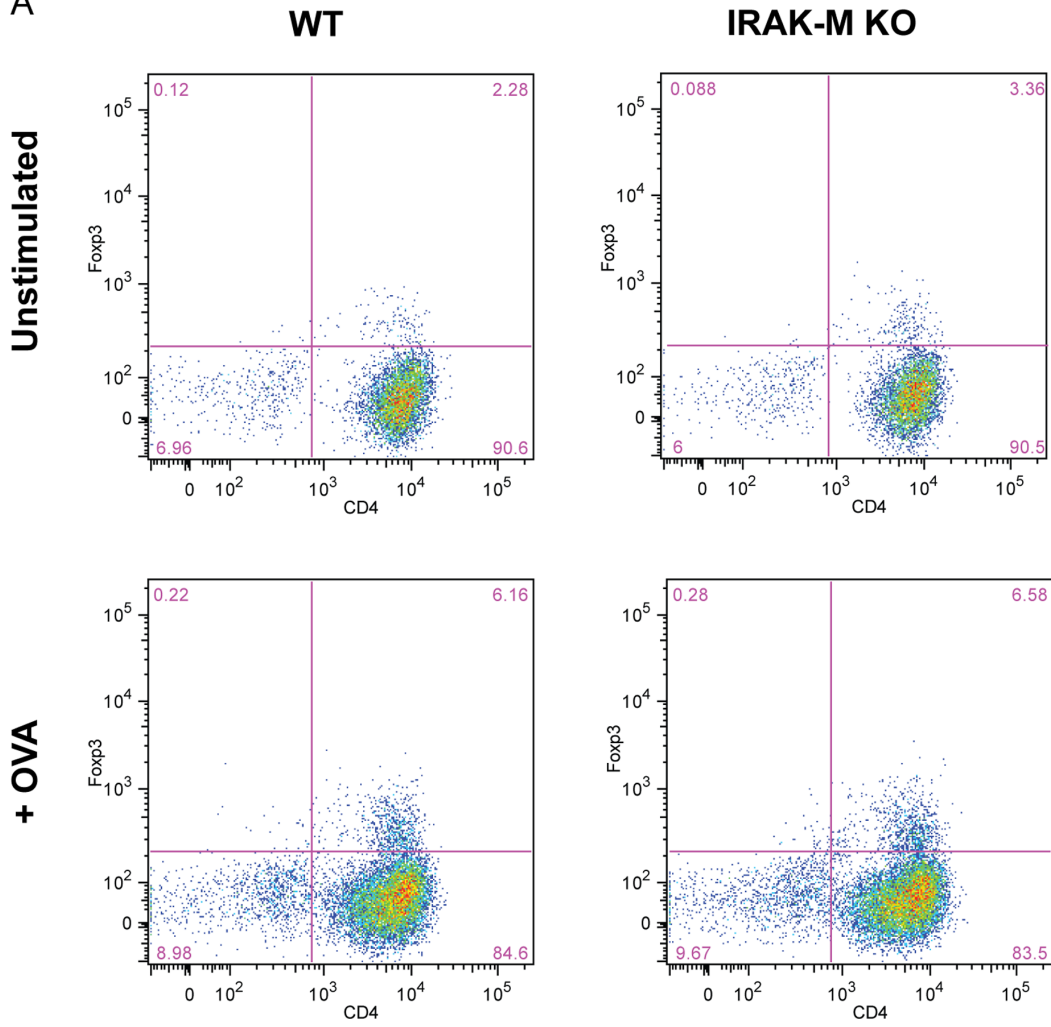 A
WT IRAK-M KO
Unstimulated
0.12 2.28
10⁵
10⁴
10³
10²
0
Foxp3
6.96 90.6
0 10² 10³ 10⁴ 10⁵
CD4
0.088 3.36
10⁵
10⁴
10³
10²
0
Foxp3
6 90.5
0 10² 10³ 10⁴ 10⁵
CD4
+ OVA
0.22 6.16
10⁵
10⁴
10³
10²
0
Foxp3
8.98 84.6
0 10² 10³ 10⁴ 10⁵
CD4
0.28 6.58
10⁵
10⁴
10³
10²
0
Foxp3
9.67 83.5
0 10² 10³ 10⁴ 10⁵
CD4